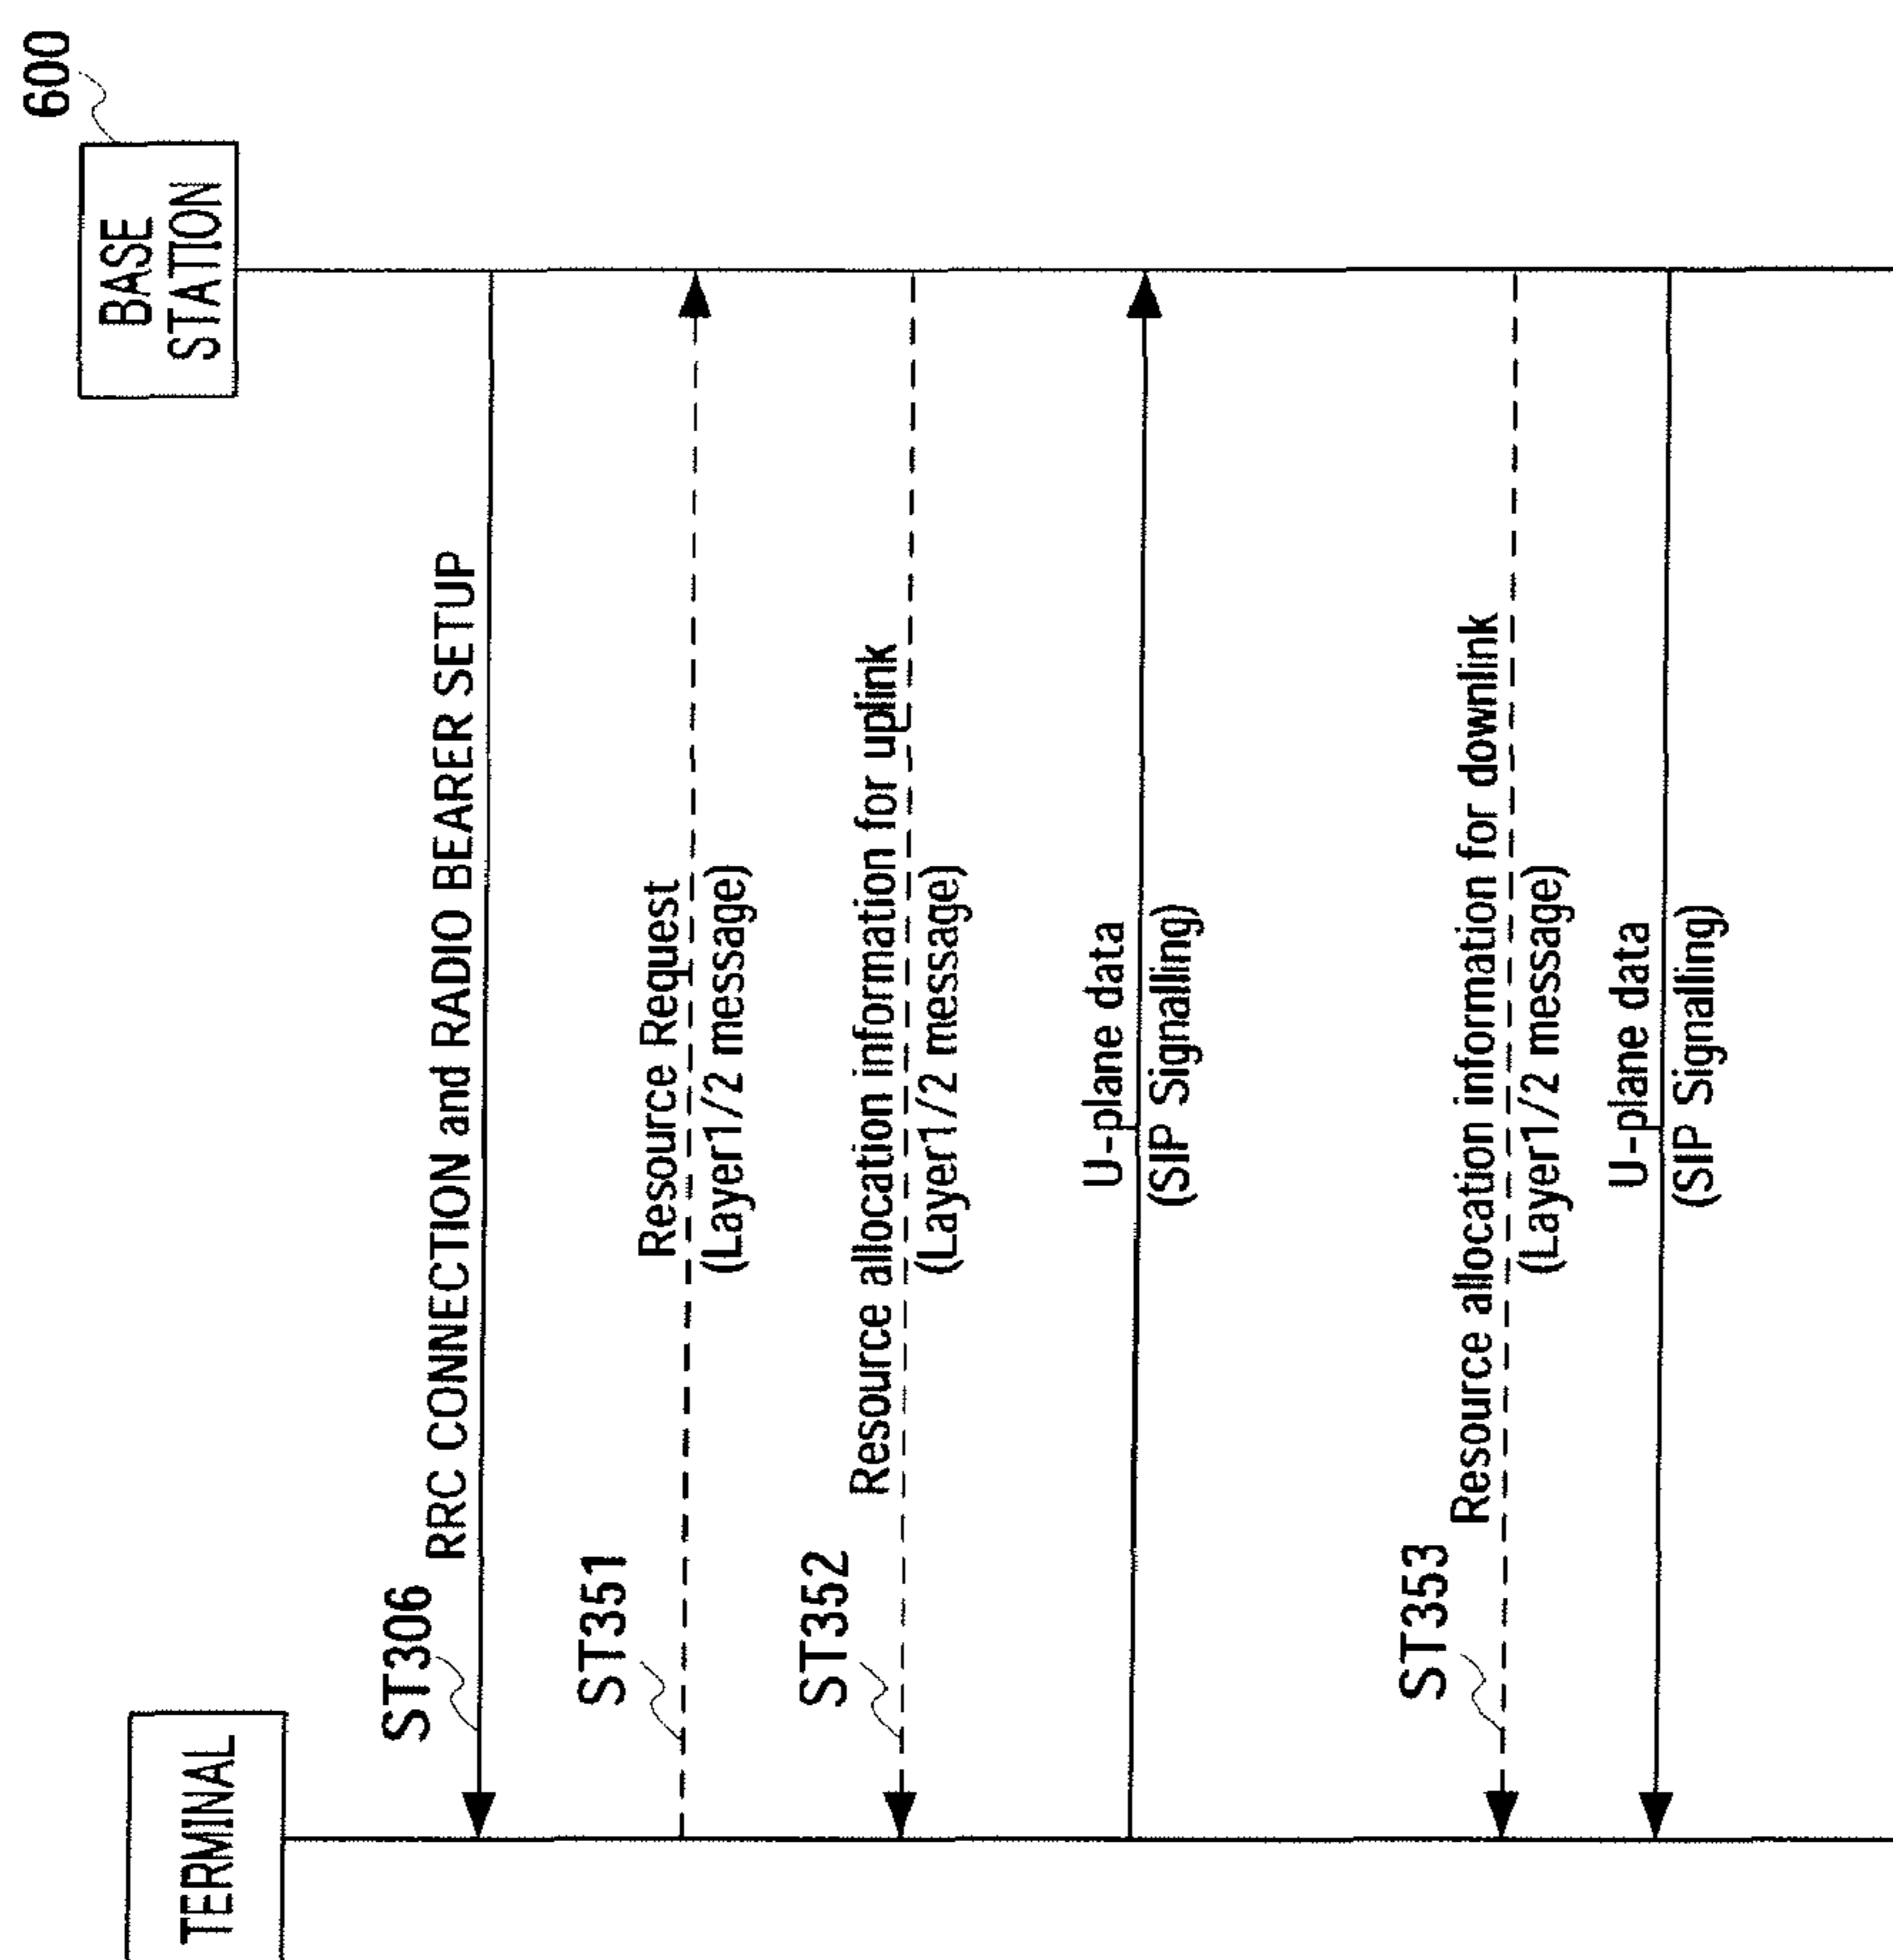 600
TERMINAL
BASE
STATION
ST306
RRC CONNECTION and RADIO BEARER SETUP
ST351
Resource Request
(Layer1/2 message)
ST352
Resource allocation information for uplink
(Layer1/2 message)
U-plane data
(SIP Signalling)
ST353
Resource allocation information for downlink
(Layer1/2 message)
U-plane data
(SIP Signalling)